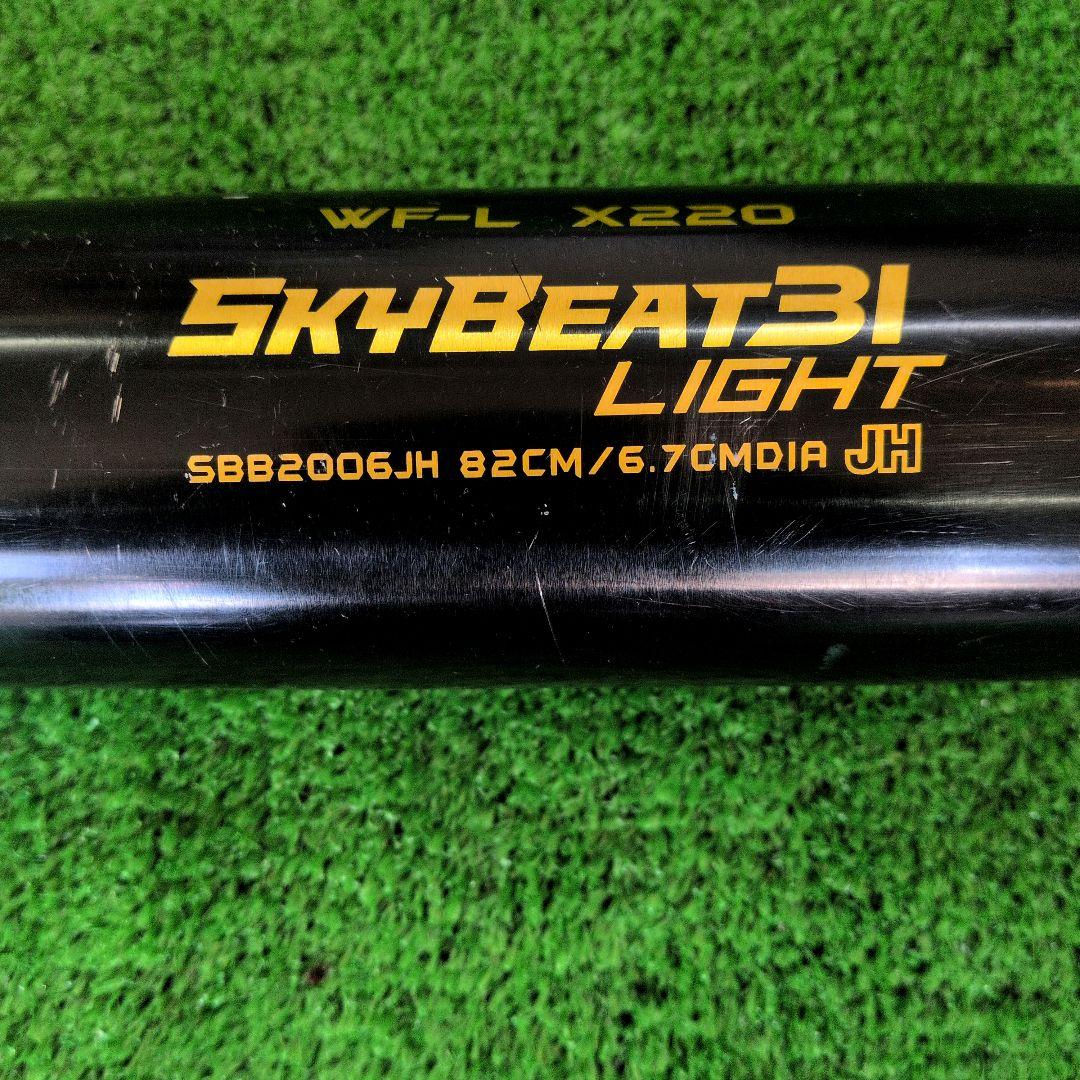 WF-L X220
SKYBEAT31
LIGHT
SBB2006JH 82CM/6.7CMDIA JH